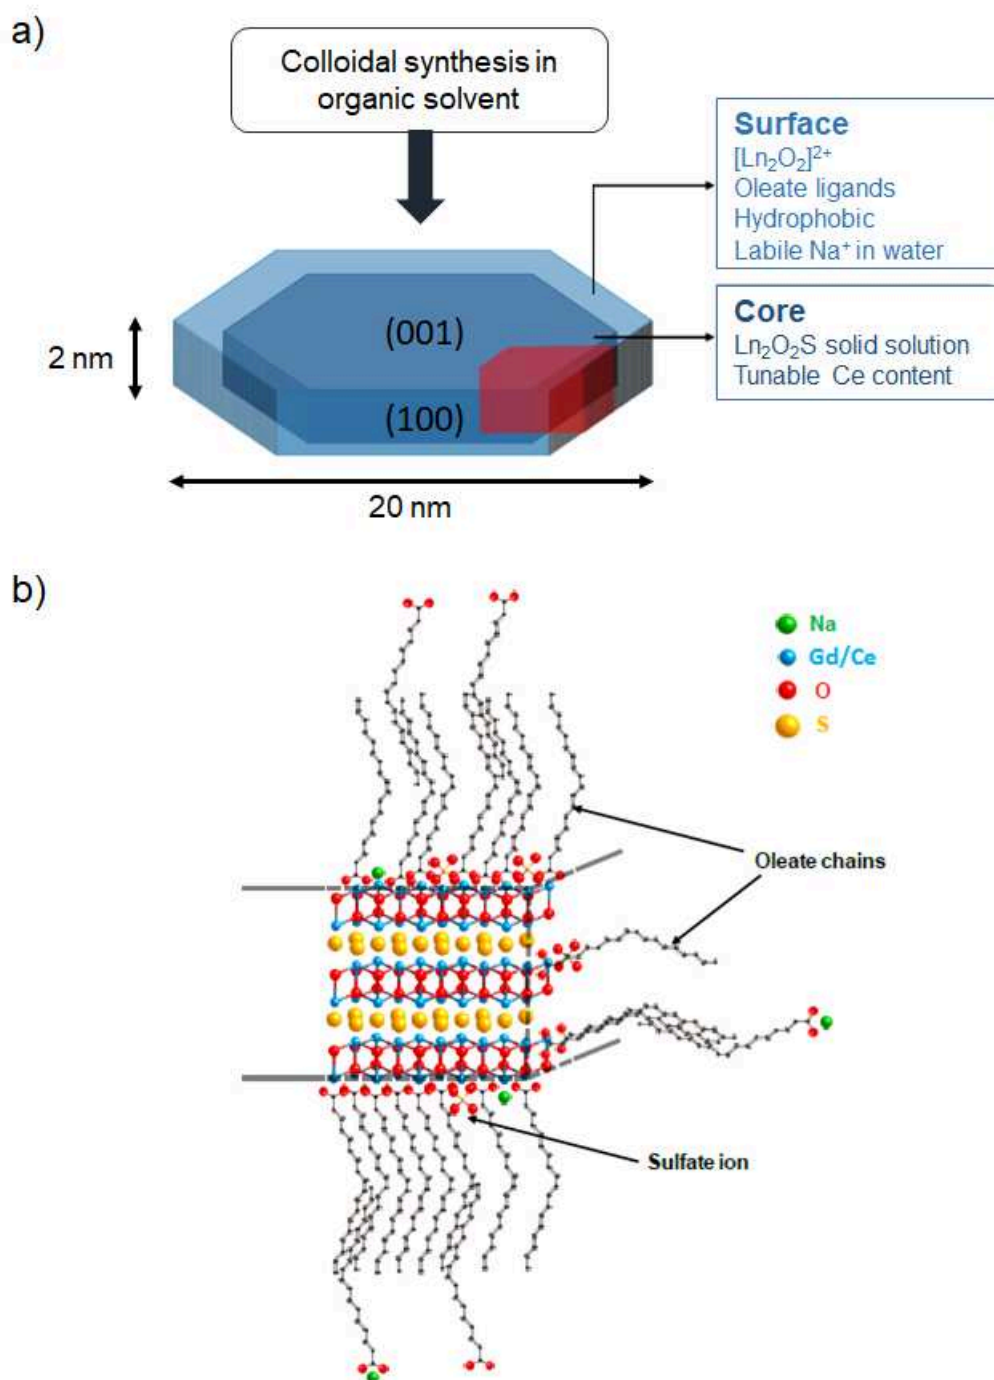 a)
Colloidal synthesis in
organic solvent
Surface
[Ln₂O₂]²⁺
Oleate ligands
Hydrophobic
Labile Na⁺ in water
Core
Ln₂O₂S solid solution
Tunable Ce content
(001)
(100)
2 nm
20 nm
b)
Na
Gd/Ce
O
S
Oleate chains
Sulfate ion